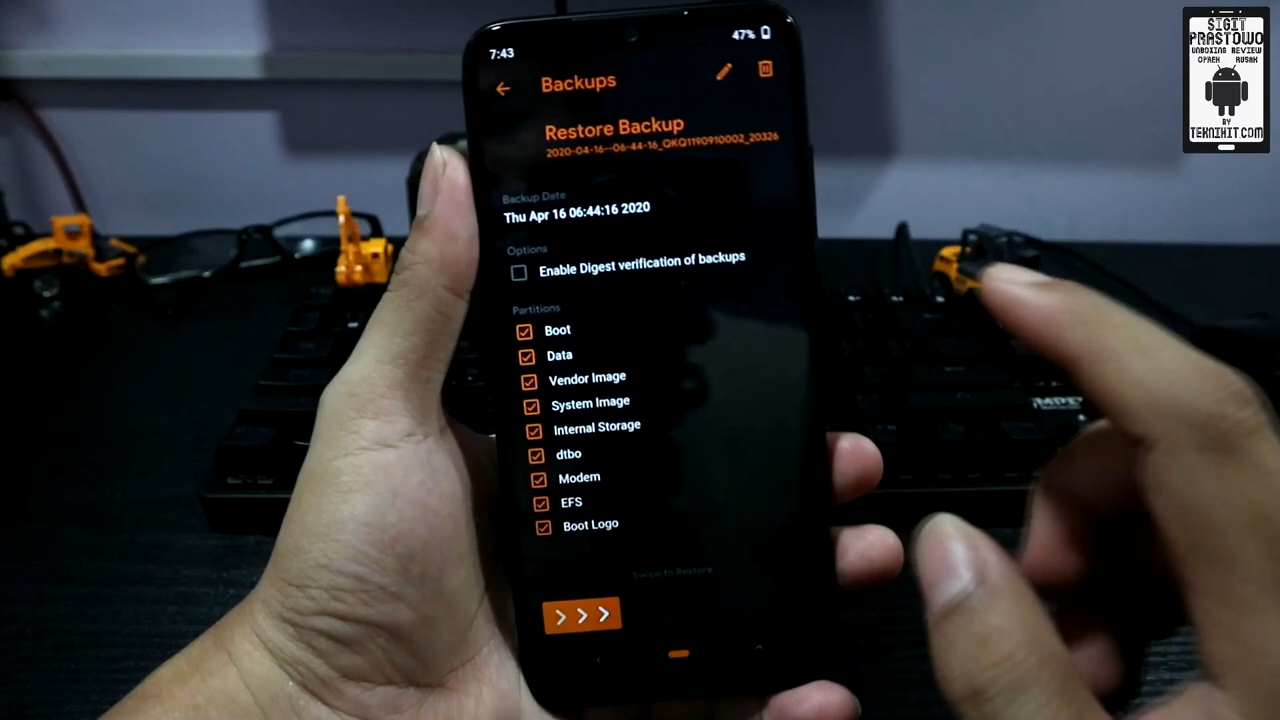 7:43
47%
Backups
Restore Backup
2020-04-16--06-44-16_QKQ1190910002_20326
Backup Date
Thu Apr 16 06:44:16 2020
Options
Enable Digest verification of backups
Partitions
Boot
Data
Vendor Image
System Image
Internal Storage
dtbo
Modem
EFS
Boot Logo
Swipe to Restore
SIGIT
PRASTOWO
UNBOXING REVIEW
OPREK RUSAK
BY
TEKNIHIT.COM